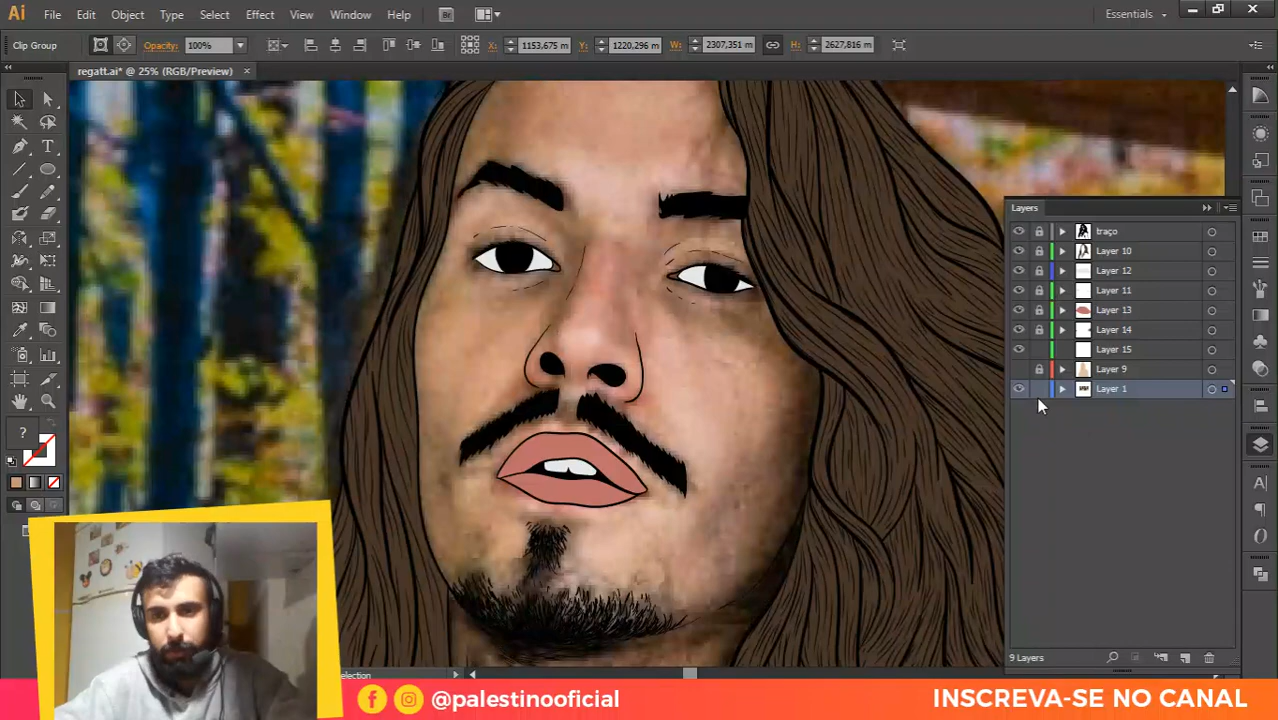 Ai File Edit Object Type Select Effect View Window Help Br Essentials
Clip Group Opacity: 100% X: 1153,675 m Y: 1220,296 m W: 2307,351 m H: 2627,816 m
regatt.ai* @ 25% (RGB/Preview) ×
Layers
traço
Layer 10
Layer 12
Layer 11
Layer 13
Layer 14
Layer 15
Layer 9
Layer 1
?
9 Layers
lection
@palestinooficial
INSCREVA-SE NO CANAL